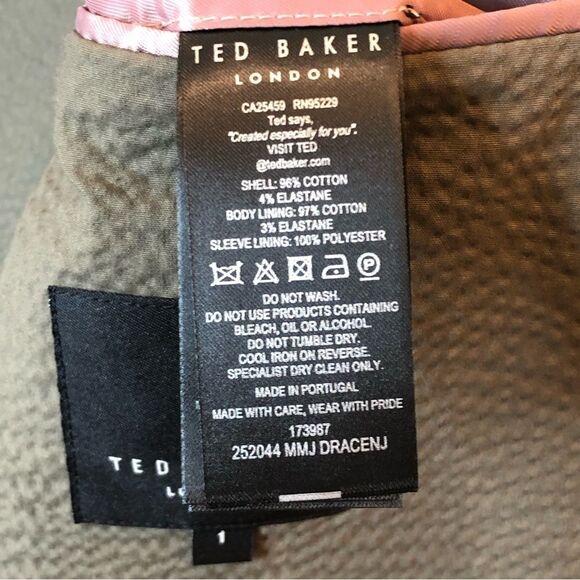 TED BAKER
LONDON
CA25459 RN95229
Ted says,
"Created especially for you".
VISIT TED
@tedbaker.com
SHELL: 96% COTTON
4% ELASTANE
BODY LINING: 97% COTTON
3% ELASTANE
SLEEVE LINING: 100% POLYESTER
P
DO NOT WASH.
DO NOT USE PRODUCTS CONTAINING
BLEACH, OIL OR ALCOHOL.
DO NOT TUMBLE DRY.
COOL IRON ON REVERSE.
SPECIALIST DRY CLEAN ONLY.
MADE IN PORTUGAL
MADE WITH CARE, WEAR WITH PRIDE
173987
252044 MMJ DRACENJ
TED
1